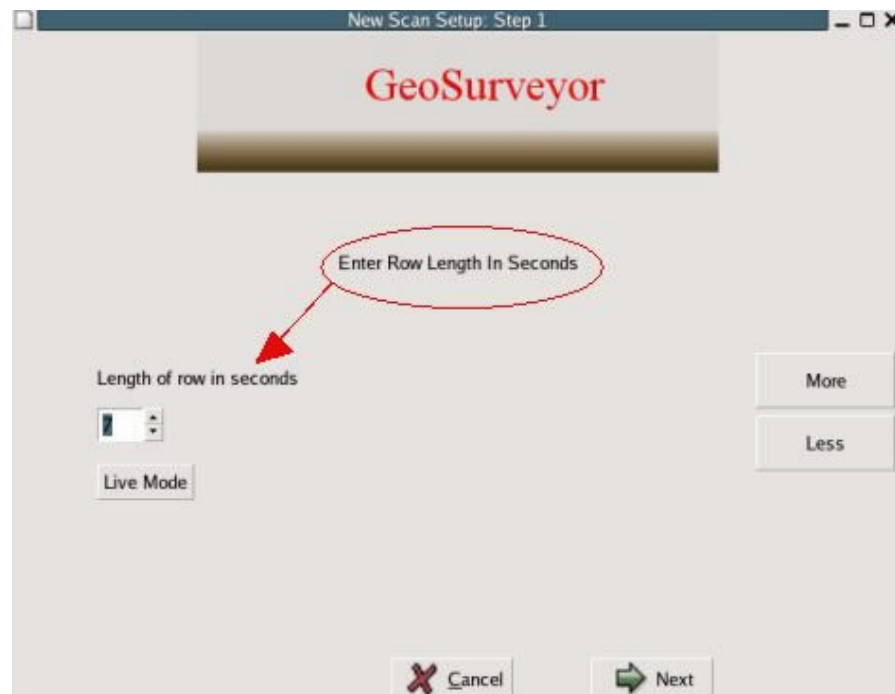 New Scan Setup: Step 1
GeoSurveyor
Enter Row Length In Seconds
Length of row in seconds
7
Live Mode
More
Less
Cancel
Next